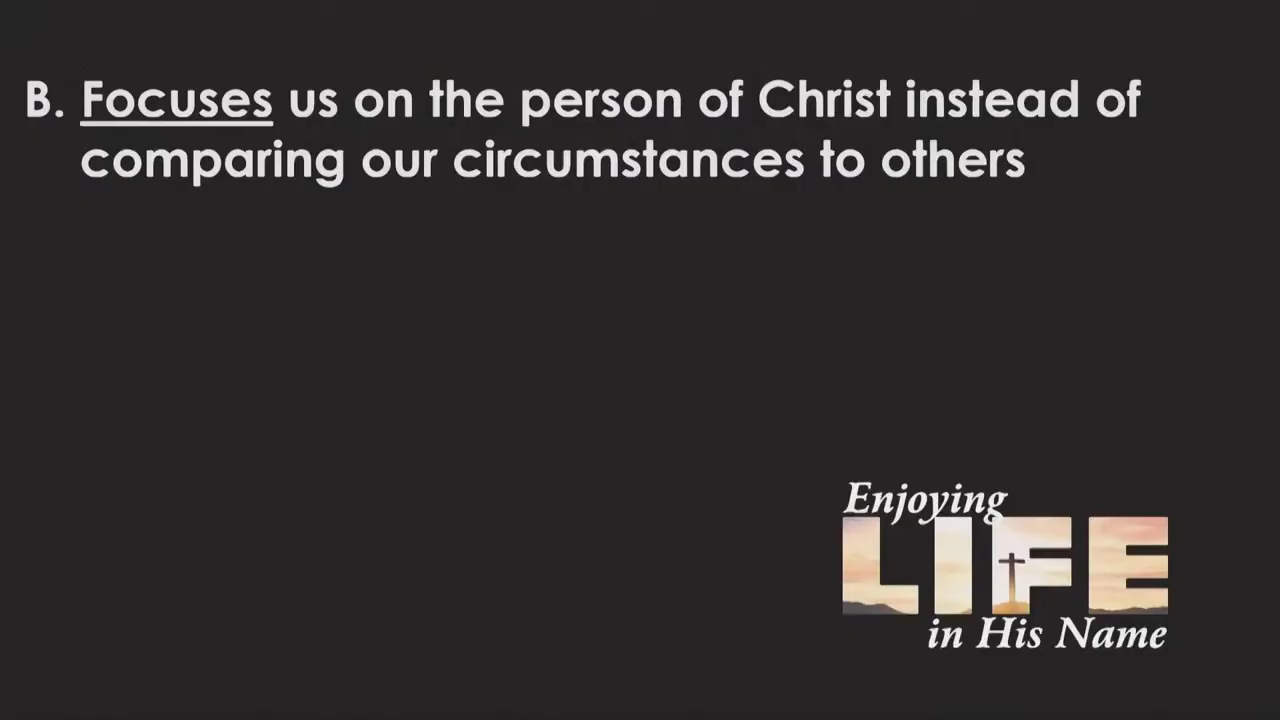 B. Focuses us on the person of Christ instead of
comparing our circumstances to others
Enjoying
LIFE
in His Name